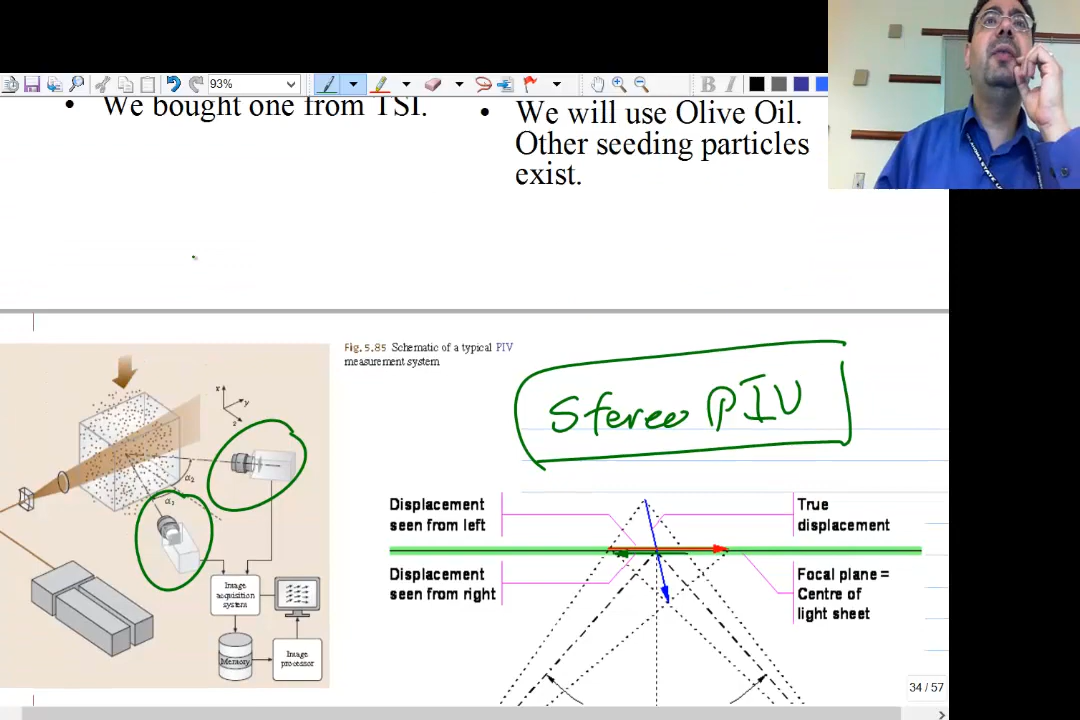 93%
B I
• We bought one from TSI.
• We will use Olive Oil.
Other seeding particles
exist.
Fig. 5.85 Schematic of a typical PIV
measurement system
Stereo PIV
x
y
z
α2
α1
Image
acquisition
system
Memory
Image
processor
Displacement
seen from left
True
displacement
Displacement
seen from right
Focal plane =
Centre of
light sheet
34 / 57